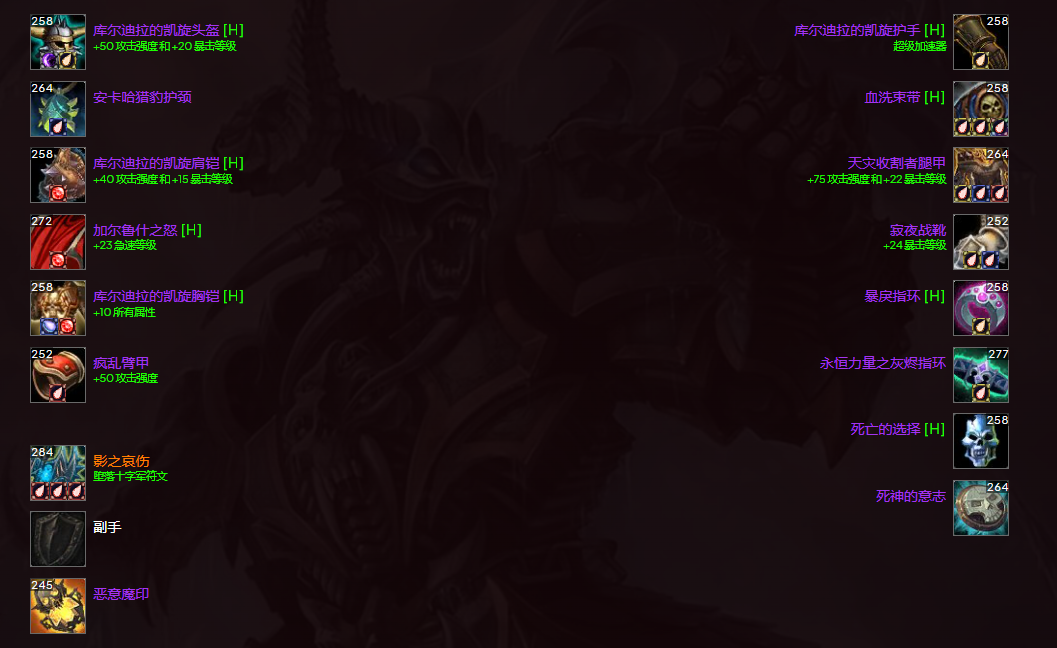 258
库尔迪拉的凯旋头盔 [H]
+50 攻击强度 和 +20 暴击等级
264
安卡哈猎豹护颈
258
库尔迪拉的凯旋肩铠 [H]
+40 攻击强度 和 +15 暴击等级
272
加尔鲁什之怒 [H]
+23 急速等级
258
库尔迪拉的凯旋胸铠 [H]
+10 所有属性
252
疯乱臂甲
+50 攻击强度
284
影之哀伤
堕落十字军符文
副手
245
恶意魔印
258
库尔迪拉的凯旋护手 [H]
超级加速器
258
血洗束带 [H]
264
天灾收割者腿甲
+75 攻击强度 和 +22 暴击等级
252
寂夜战靴
+24 暴击等级
258
暴戾指环 [H]
277
永恒力量之灰烬指环
258
死亡的选择 [H]
264
死神的意志